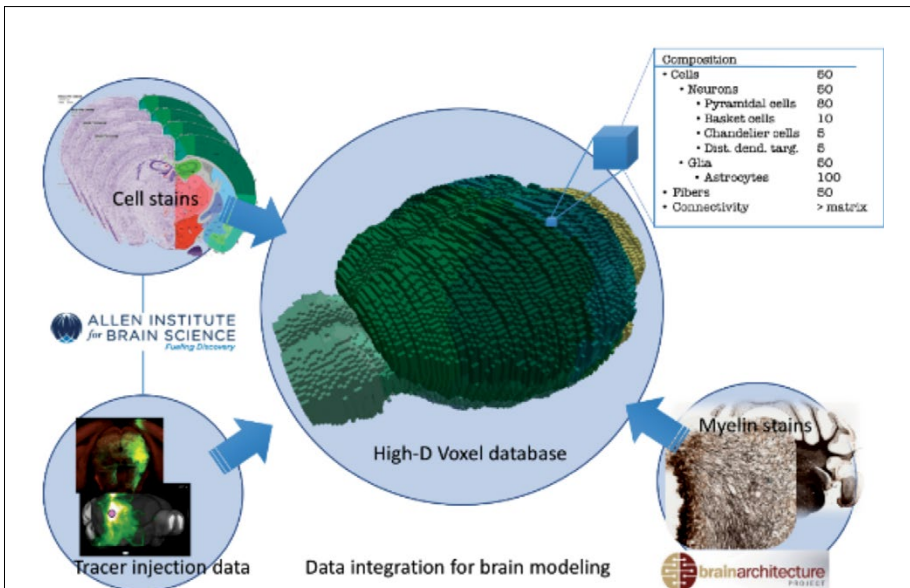 Composition
• Cells 50
• Neurons 50
• Pyramidal cells 80
• Basket cells 10
• Chandelier cells 5
• Dist. dend. targ. 5
• Glia 50
• Astrocytes 100
• Fibers 50
• Connectivity > matrix
Cell stains
ALLEN INSTITUTE
for BRAIN SCIENCE
Fueling Discovery
High-D Voxel database
Myelin stains
Tracer injection data
Data integration for brain modeling
brainarchitecture
PROJECT